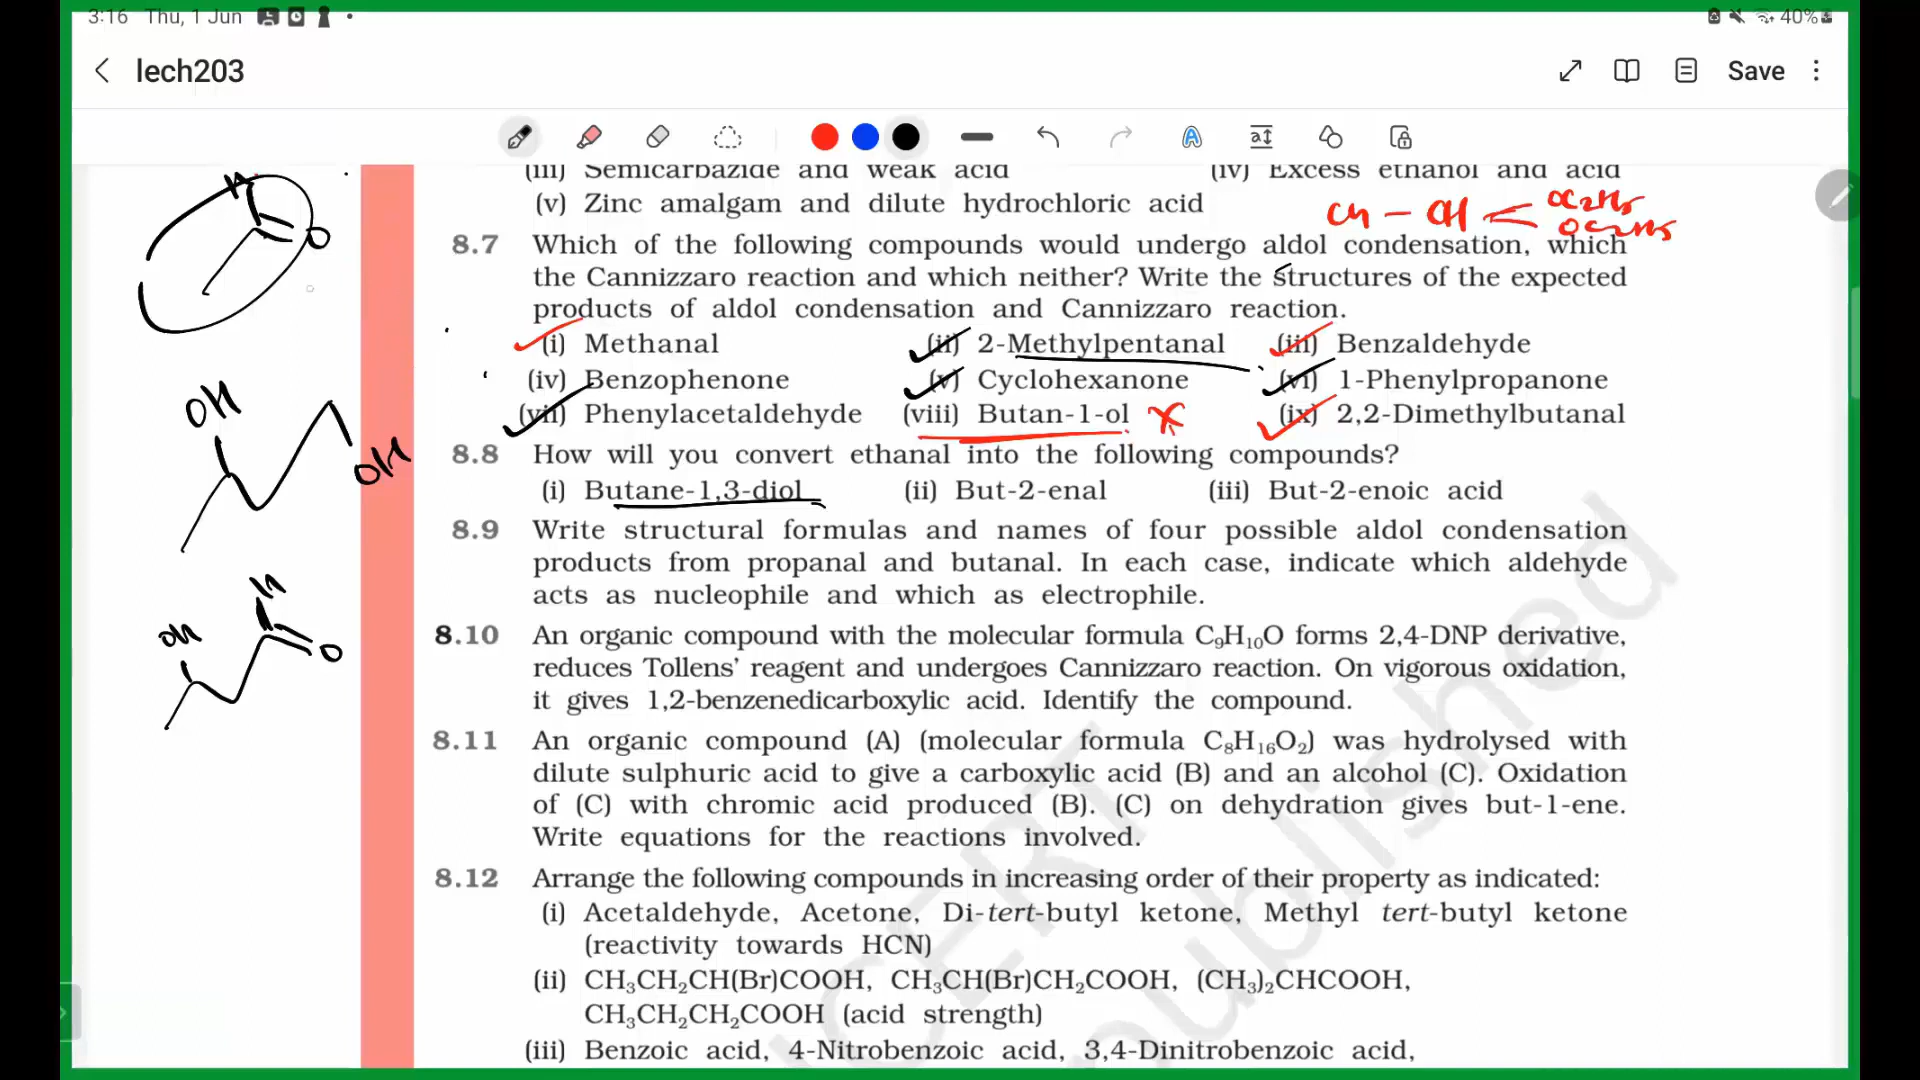 3:16 Thu, 1 Jun
40%
lech203
Save
(iii) Semicarbazide and weak acid (iv) Excess ethanol and acid
(v) Zinc amalgam and dilute hydrochloric acid
CH – CH < OC2H5
OC2H5
8.7 Which of the following compounds would undergo aldol condensation, which
the Cannizzaro reaction and which neither? Write the structures of the expected
products of aldol condensation and Cannizzaro reaction.
(i) Methanal (ii) 2-Methylpentanal (iii) Benzaldehyde
(iv) Benzophenone (v) Cyclohexanone (vi) 1-Phenylpropanone
(vii) Phenylacetaldehyde (viii) Butan-1-ol (ix) 2,2-Dimethylbutanal
8.8 How will you convert ethanal into the following compounds?
(i) Butane-1,3-diol (ii) But-2-enal (iii) But-2-enoic acid
8.9 Write structural formulas and names of four possible aldol condensation
products from propanal and butanal. In each case, indicate which aldehyde
acts as nucleophile and which as electrophile.
8.10 An organic compound with the molecular formula C₉H₁₀O forms 2,4-DNP derivative,
reduces Tollens' reagent and undergoes Cannizzaro reaction. On vigorous oxidation,
it gives 1,2-benzenedicarboxylic acid. Identify the compound.
8.11 An organic compound (A) (molecular formula C₈H₁₆O₂) was hydrolysed with
dilute sulphuric acid to give a carboxylic acid (B) and an alcohol (C). Oxidation
of (C) with chromic acid produced (B). (C) on dehydration gives but-1-ene.
Write equations for the reactions involved.
8.12 Arrange the following compounds in increasing order of their property as indicated:
(i) Acetaldehyde, Acetone, Di-tert-butyl ketone, Methyl tert-butyl ketone
(reactivity towards HCN)
(ii) CH₃CH₂CH(Br)COOH, CH₃CH(Br)CH₂COOH, (CH₃)₂CHCOOH,
CH₃CH₂CH₂COOH (acid strength)
(iii) Benzoic acid, 4-Nitrobenzoic acid, 3,4-Dinitrobenzoic acid,
H
O
OH
OH
H
OH
O
published